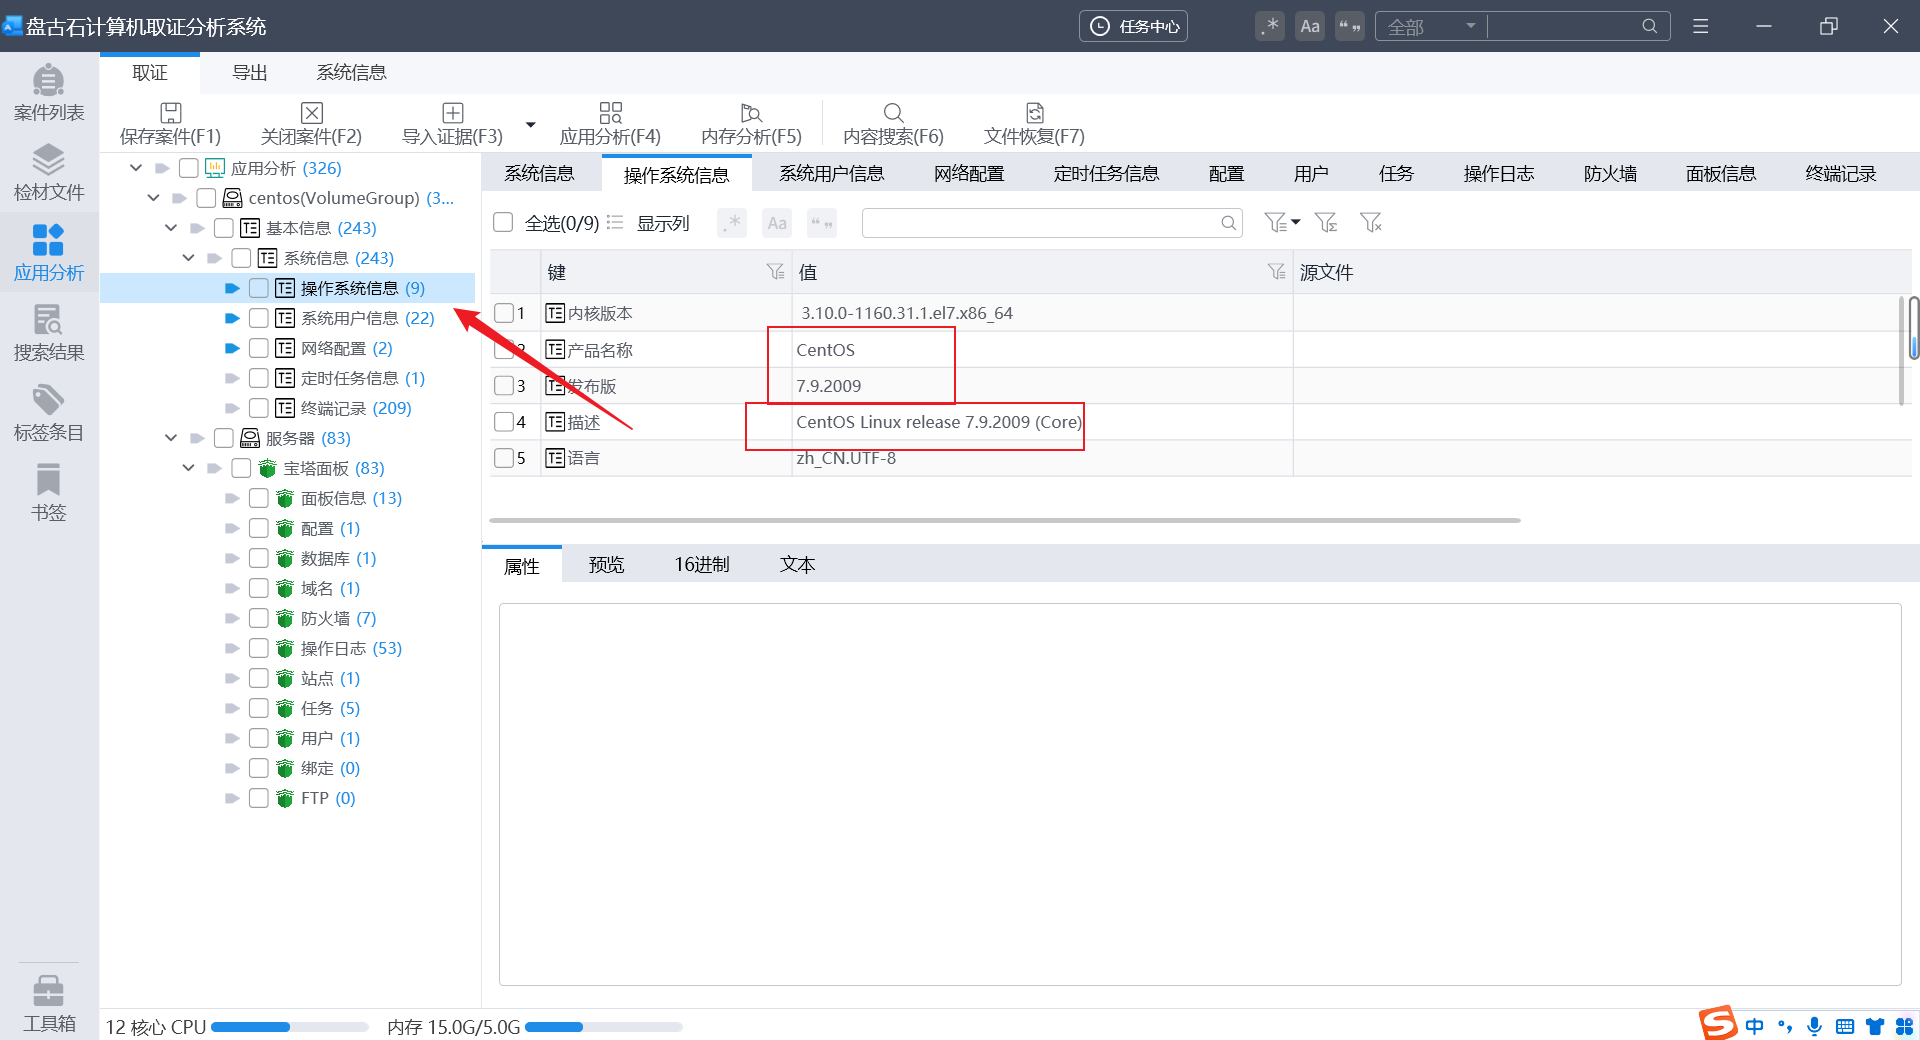 盘古石计算机取证分析系统
任务中心
.*
Aa
全部
取证
导出
系统信息
保存案件(F1)
关闭案件(F2)
导入证据(F3)
应用分析(F4)
内存分析(F5)
内容搜索(F6)
文件恢复(F7)
案件列表
检材文件
应用分析
搜索结果
标签条目
书签
工具箱
应用分析 (326)
centos(VolumeGroup) (3...
基本信息 (243)
系统信息 (243)
操作系统信息 (9)
系统用户信息 (22)
网络配置 (2)
定时任务信息 (1)
终端记录 (209)
服务器 (83)
宝塔面板 (83)
面板信息 (13)
配置 (1)
数据库 (1)
域名 (1)
防火墙 (7)
操作日志 (53)
站点 (1)
任务 (5)
用户 (1)
绑定 (0)
FTP (0)
系统信息
操作系统信息
系统用户信息
网络配置
定时任务信息
配置
用户
任务
操作日志
防火墙
面板信息
终端记录
全选(0/9)
显示列
.*
Aa
键
值
源文件
1 内核版本 3.10.0-1160.31.1.el7.x86_64
2 产品名称 CentOS
3 发布版 7.9.2009
4 描述 CentOS Linux release 7.9.2009 (Core)
5 语言 zh_CN.UTF-8
属性
预览
16进制
文本
12 核心 CPU
内存 15.0G/5.0G
中